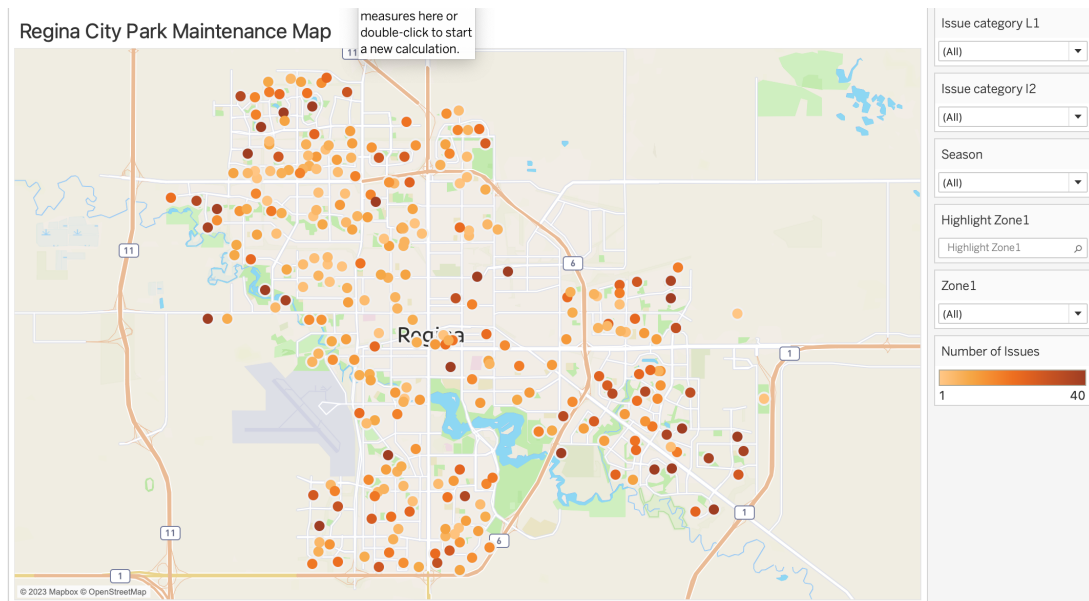 measures here or
double-click to start
a new calculation.
Regina City Park Maintenance Map
11
11
6
Regina
1
1
11
6
1
© 2023 Mapbox © OpenStreetMap
Issue category L1
(All)
Issue category l2
(All)
Season
(All)
Highlight Zone1
Highlight Zone1
Zone1
(All)
Number of Issues
1
40